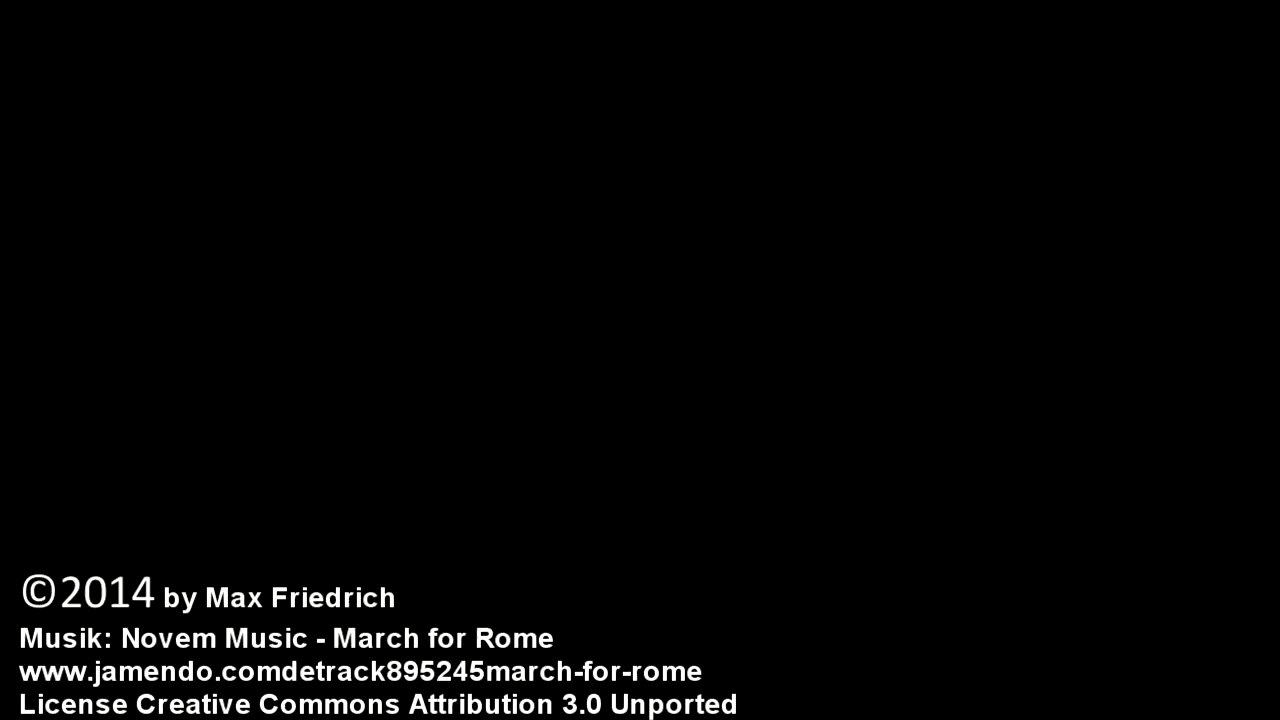 ©2014 by Max Friedrich
Musik: Novem Music - March for Rome
www.jamendo.comdetrack895245march-for-rome
License Creative Commons Attribution 3.0 Unported